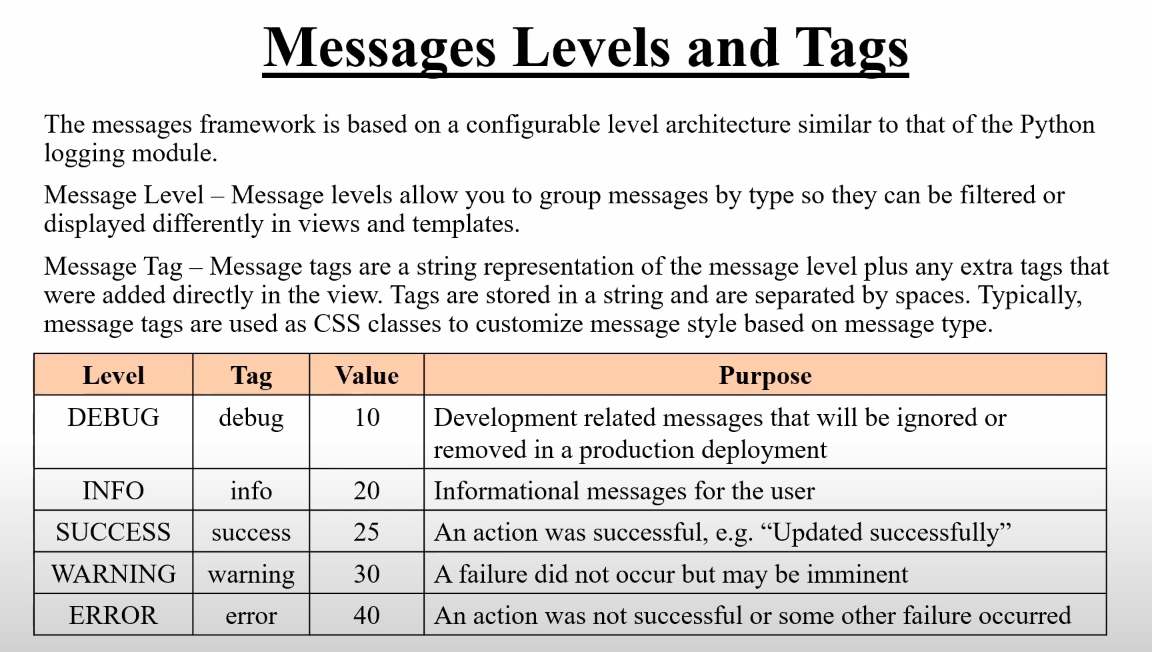 Messages Levels and Tags
The messages framework is based on a configurable level architecture similar to that of the Python
logging module.
Message Level – Message levels allow you to group messages by type so they can be filtered or
displayed differently in views and templates.
Message Tag – Message tags are a string representation of the message level plus any extra tags that
were added directly in the view. Tags are stored in a string and are separated by spaces. Typically,
message tags are used as CSS classes to customize message style based on message type.
Level Tag Value Purpose
DEBUG debug 10 Development related messages that will be ignored or
removed in a production deployment
INFO info 20 Informational messages for the user
SUCCESS success 25 An action was successful, e.g. “Updated successfully”
WARNING warning 30 A failure did not occur but may be imminent
ERROR error 40 An action was not successful or some other failure occurred